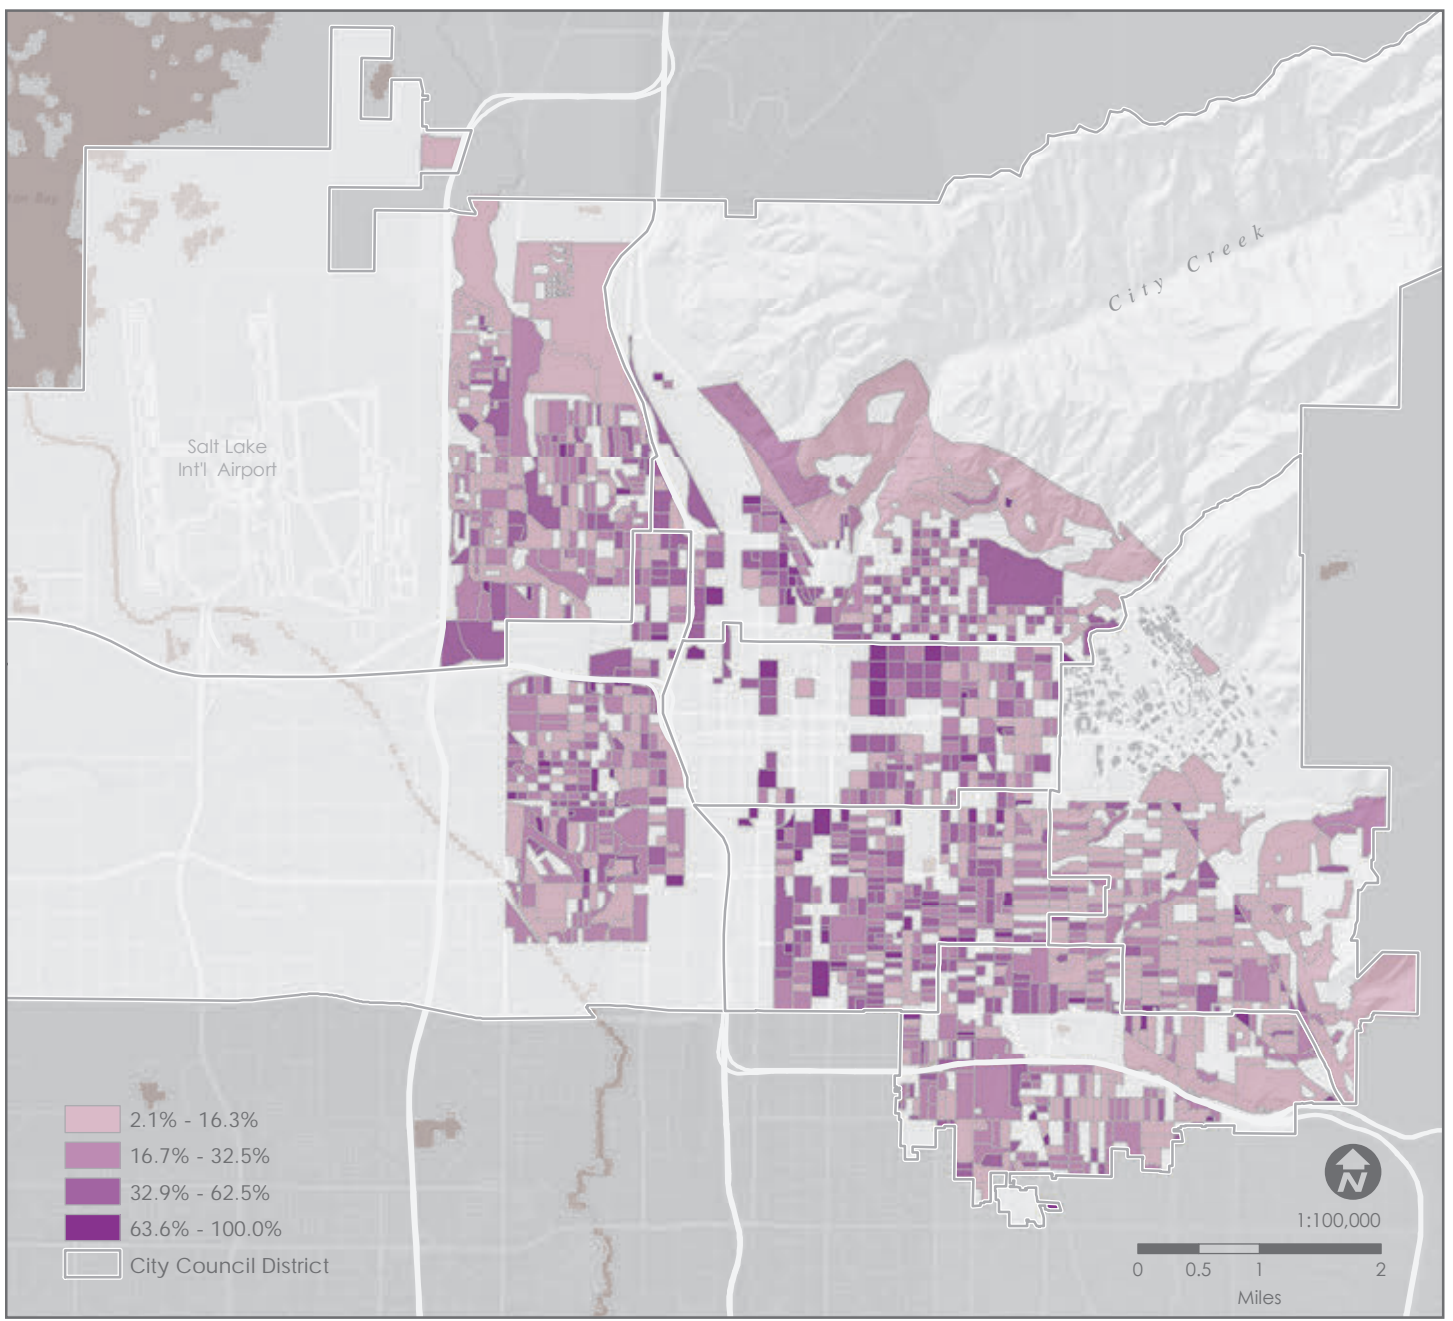 City Creek
Salt Lake
Int'l Airport
2.1% - 16.3%
16.7% - 32.5%
32.9% - 62.5%
63.6% - 100.0%
City Council District
N
1:100,000
0 0.5 1 2
Miles